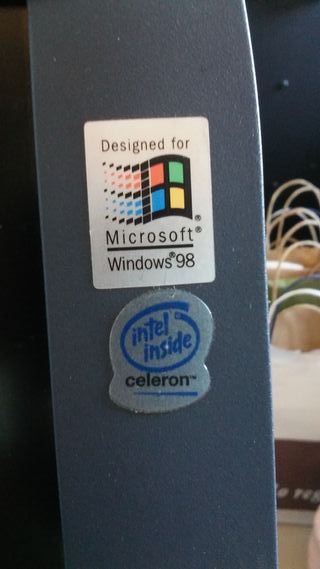 Designed for
®
Microsoft®
Windows®98
intel
inside
celeron™